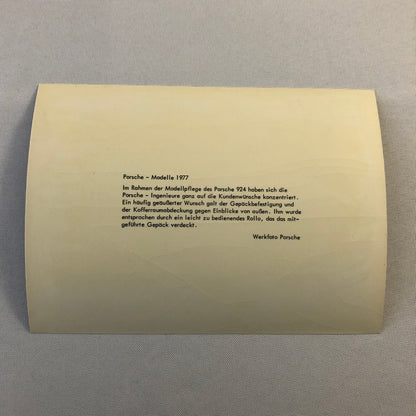 Porsche - Modelle 1977
Im Rahmen der Modellpflege des Porsche 924 haben sich die
Porsche - Ingenieure ganz auf die Kundenwünsche konzentriert.
Ein häufig geäußerter Wunsch galt der Gepäckbefestigung und
der Kofferraumabdeckung gegen Einblicke von außen. Ihm wurde
entsprochen durch ein leicht zu bedienendes Rollo, das das mit-
geführte Gepäck verdeckt.
Werkfoto Porsche